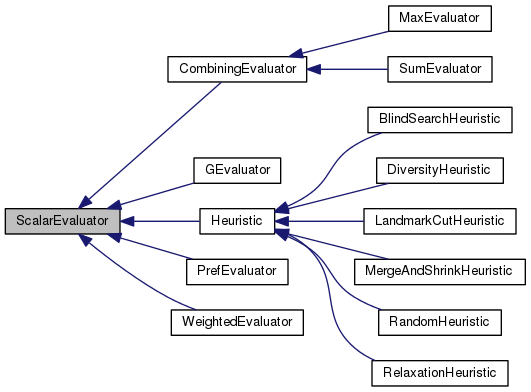 MaxEvaluator
CombiningEvaluator
SumEvaluator
BlindSearchHeuristic
GEvaluator
DiversityHeuristic
ScalarEvaluator
Heuristic
LandmarkCutHeuristic
PrefEvaluator
MergeAndShrinkHeuristic
WeightedEvaluator
RandomHeuristic
RelaxationHeuristic